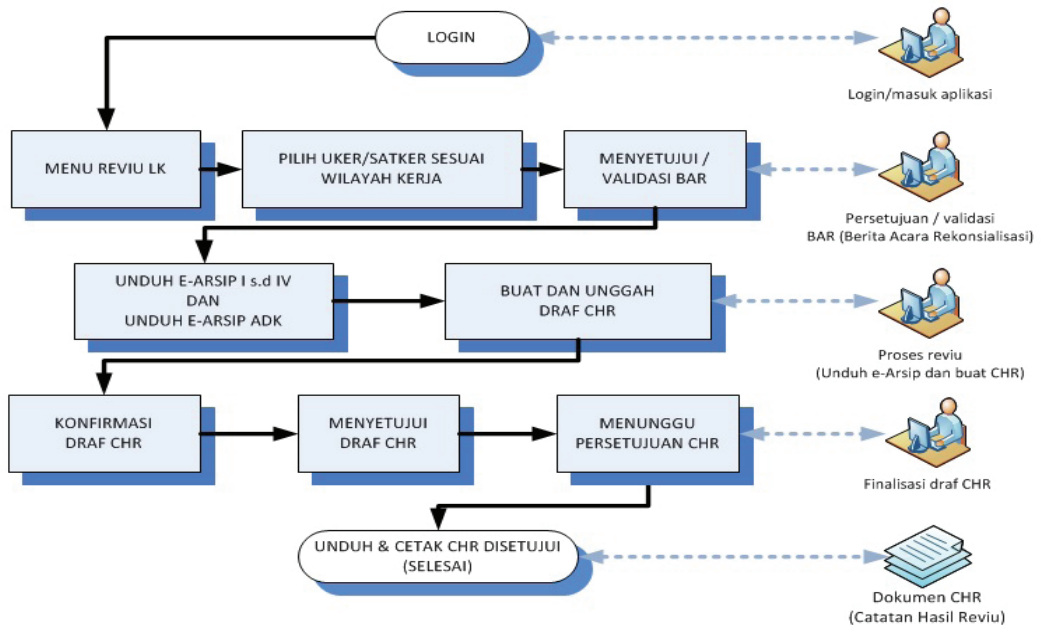 LOGIN
Login/masuk aplikasi
MENU REVIU LK
PILIH UKER/SATKER SESUAI
WILAYAH KERJA
MENYETUJUI /
VALIDASI BAR
Persetujuan / validasi
BAR (Berita Acara Rekonsialisasi)
UNDUH E-ARSIP I s.d IV
DAN
UNDUH E-ARSIP ADK
BUAT DAN UNGGAH
DRAF CHR
Proses reviu
(Unduh e-Arsip dan buat CHR)
KONFIRMASI
DRAF CHR
MENYETUJUI
DRAF CHR
MENUNGGU
PERSETUJUAN CHR
Finalisasi draf CHR
UNDUH & CETAK CHR DISETUJUI
(SELESAI)
Dokumen CHR
(Catatan Hasil Reviu)